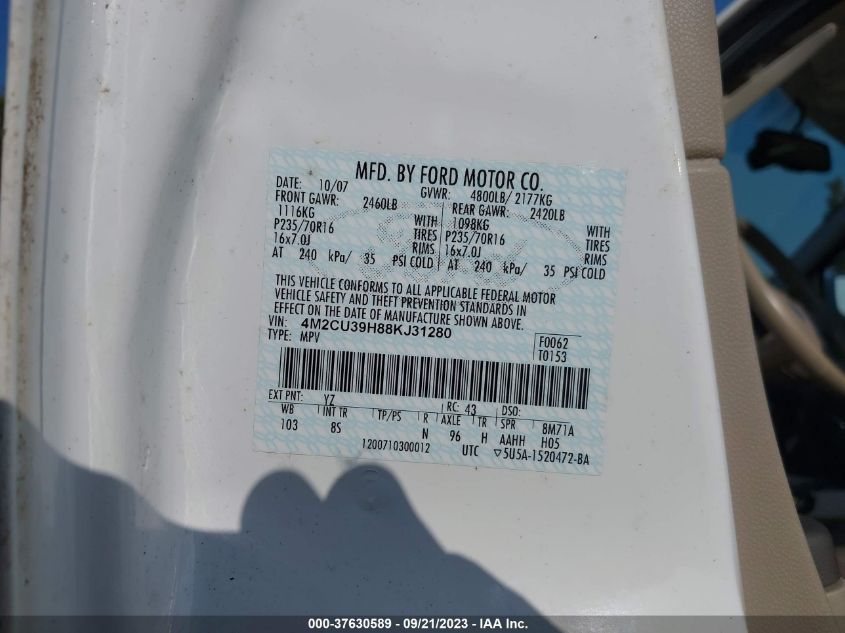 MFD. BY FORD MOTOR CO.
DATE: 10/07 GVWR: 4800LB/ 2177KG
FRONT GAWR: 2460LB REAR GAWR: 2420LB
1116KG WITH 1098KG WITH
P235/70R16 TIRES P235/70R16 TIRES
16x7.0J RIMS 16x7.0J RIMS
AT 240 kPa/ 35 PSI COLD AT 240 kPa/ 35 PSI COLD
THIS VEHICLE CONFORMS TO ALL APPLICABLE FEDERAL MOTOR
VEHICLE SAFETY AND THEFT PREVENTION STANDARDS IN
EFFECT ON THE DATE OF MANUFACTURE SHOWN ABOVE.
VIN: 4M2CU39H88KJ31280 F0062
TYPE: MPV T0153
EXT PNT: YZ RC: 43 DSO:
WB INT TR TP/PS R AXLE TR SPR 8M71A
103 8S N 96 H AAHH H05
1200710300012 UTC ▽5U5A-1520472-BA
000-37630589 - 09/21/2023 - IAA Inc.